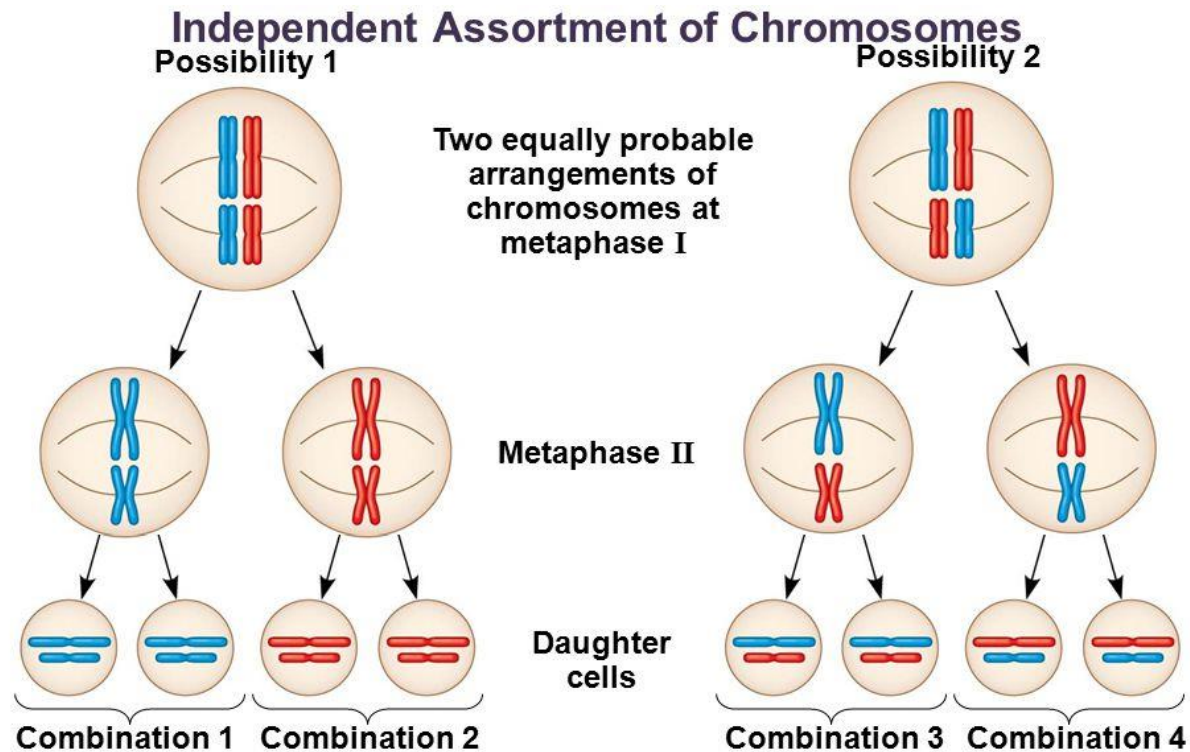 Independent Assortment of Chromosomes
Possibility 1
Possibility 2
Two equally probable
arrangements of
chromosomes at
metaphase I
Metaphase II
Daughter
cells
Combination 1
Combination 2
Combination 3
Combination 4